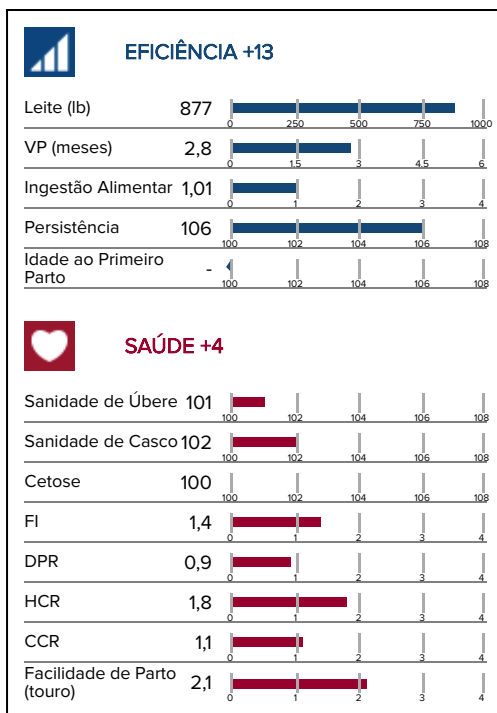 EFICIÊNCIA +13
Leite (lb) 877
0 250 500 750 1000
VP (meses) 2,8
0 1.5 3 4.5 6
Ingestão Alimentar 1,01
0 1 2 3 4
Persistência 106
100 102 104 106 108
Idade ao Primeiro
Parto -
100 102 104 106 108
SAÚDE +4
Sanidade de Úbere 101
100 102 104 106 108
Sanidade de Casco 102
100 102 104 106 108
Cetose 100
100 102 104 106 108
FI 1,4
0 1 2 3 4
DPR 0,9
0 1 2 3 4
HCR 1,8
0 1 2 3 4
CCR 1,1
0 1 2 3 4
Facilidade de Parto
(touro) 2,1
0 1 2 3 4